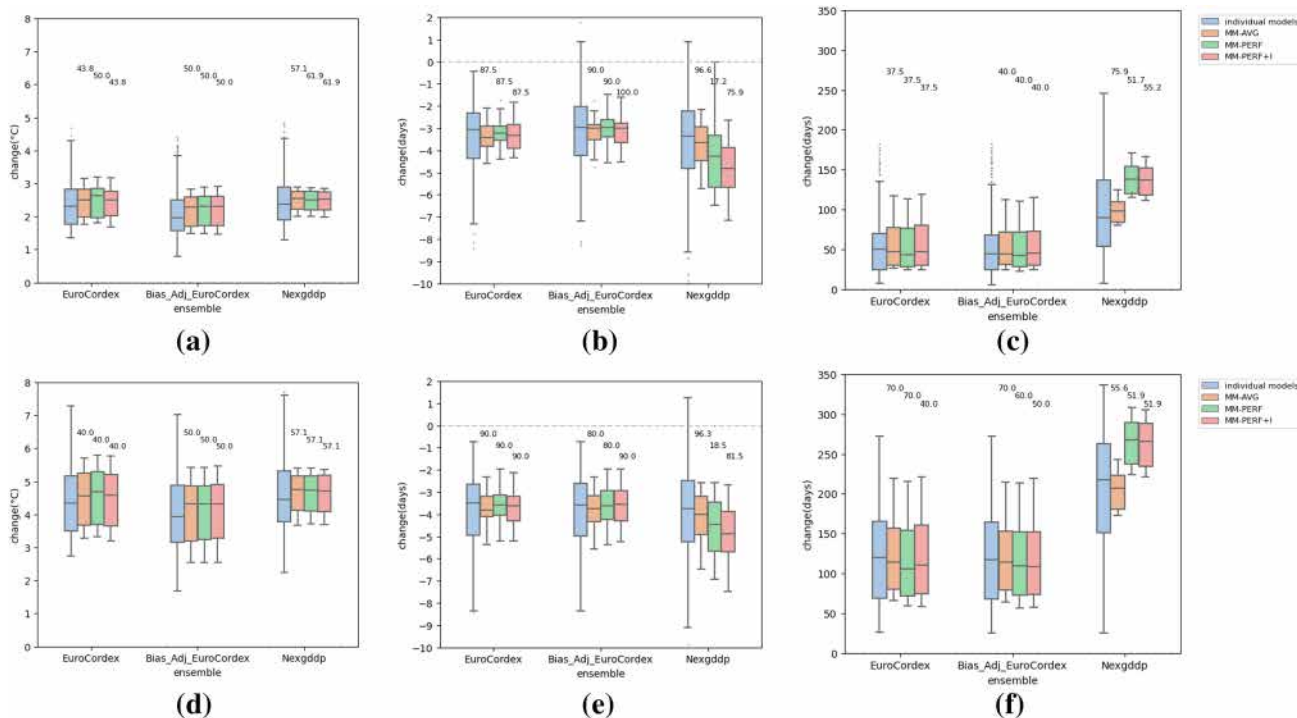 8
7
6
5
4
3
2
1
0
change(°C)
43.8
50.0
43.8
50.0
50.0
50.0
57.1
61.9
61.9
EuroCordex
Bias_Adj_EuroCordex
Nexgddp
ensemble
(a)
2
1
0
−1
−2
−3
−4
−5
−6
−7
−8
−9
−10
change(days)
87.5
87.5
87.5
90.0
90.0
100.0
96.6
17.2
75.9
EuroCordex
Bias_Adj_EuroCordex
Nexgddp
ensemble
(b)
350
300
250
200
150
100
50
0
change(days)
37.5
37.5
37.5
40.0
40.0
40.0
75.9
51.7
55.2
EuroCordex
Bias_Adj_EuroCordex
Nexgddp
ensemble
(c)
individual models
MM-AVG
MM-PERF
MM-PERF+I
8
7
6
5
4
3
2
1
0
change(°C)
40.0
40.0
40.0
50.0
50.0
50.0
57.1
57.1
57.1
EuroCordex
Bias_Adj_EuroCordex
Nexgddp
ensemble
(d)
2
1
0
−1
−2
−3
−4
−5
−6
−7
−8
−9
−10
change(days)
90.0
90.0
90.0
80.0
80.0
90.0
96.3
18.5
81.5
EuroCordex
Bias_Adj_EuroCordex
Nexgddp
ensemble
(e)
350
300
250
200
150
100
50
0
change(days)
70.0
70.0
40.0
70.0
60.0
50.0
55.6
51.9
51.9
EuroCordex
Bias_Adj_EuroCordex
Nexgddp
ensemble
(f)
individual models
MM-AVG
MM-PERF
MM-PERF+I